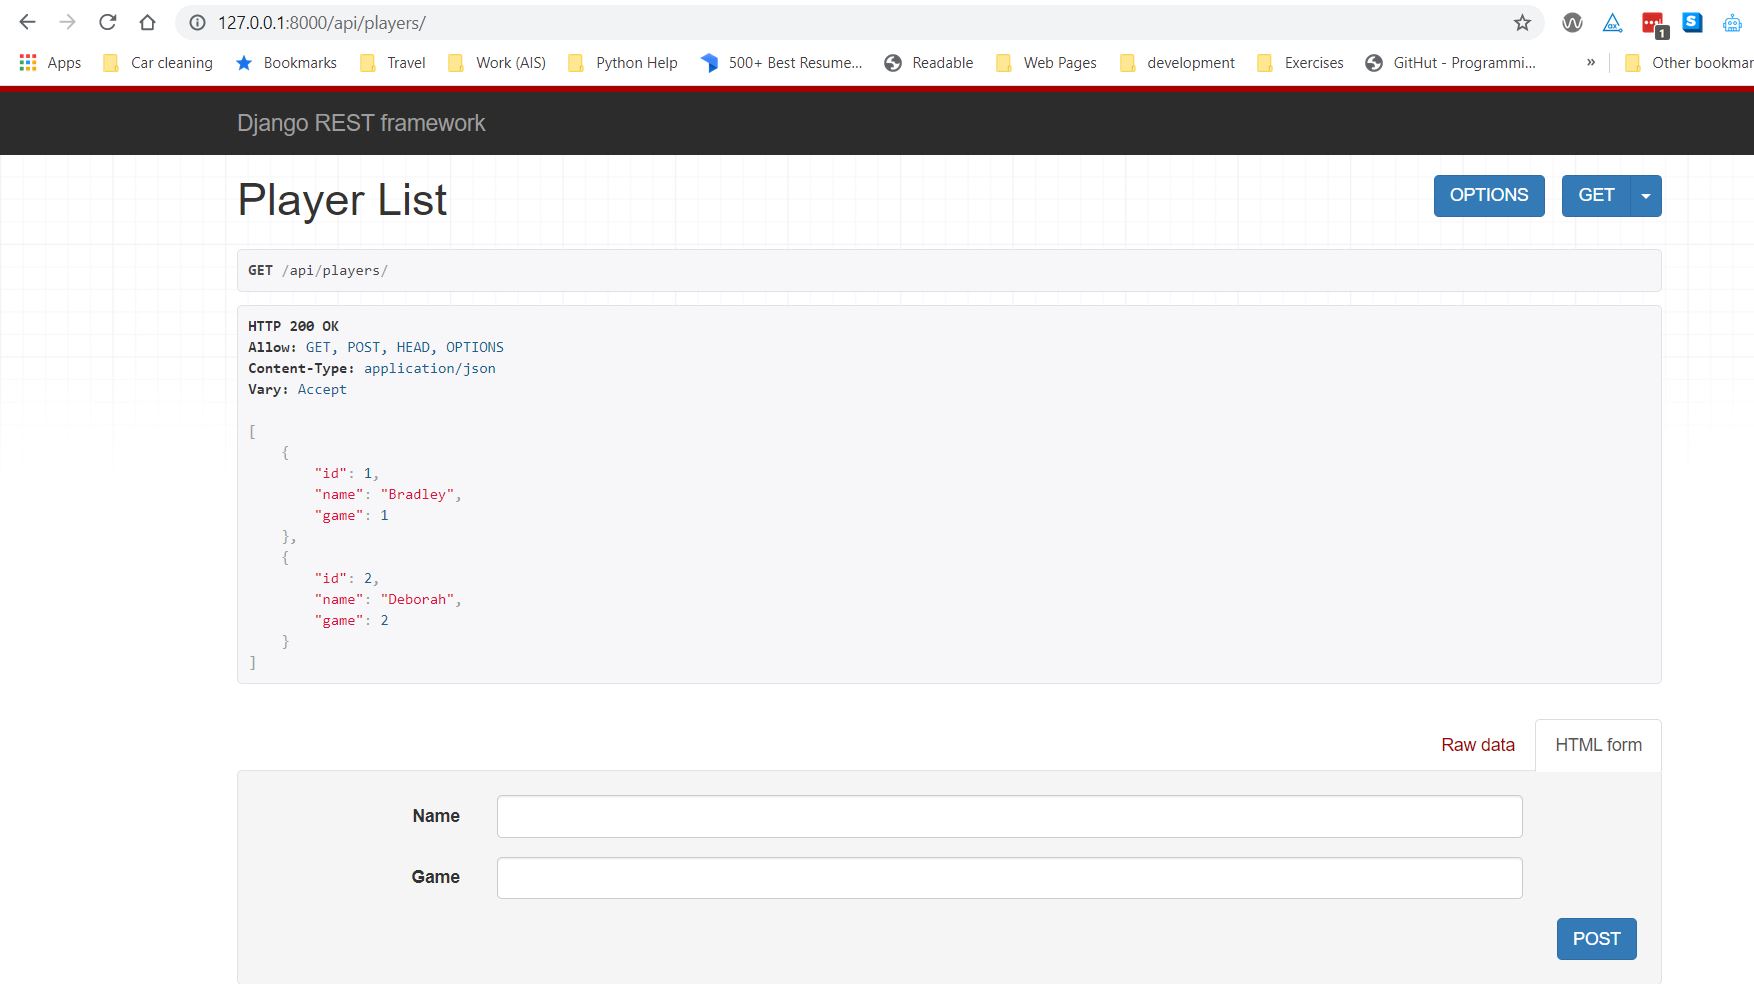 127.0.0.1:8000/api/players/
1
S
Apps Car cleaning Bookmarks Travel Work (AIS) Python Help 500+ Best Resume... Readable Web Pages development Exercises GitHut - Programmi... » Other bookmar
Django REST framework
Player List OPTIONS GET
GET /api/players/
HTTP 200 OK
Allow: GET, POST, HEAD, OPTIONS
Content-Type: application/json
Vary: Accept
[
    {
        "id": 1,
        "name": "Bradley",
        "game": 1
    },
    {
        "id": 2,
        "name": "Deborah",
        "game": 2
    }
]
Raw data HTML form
Name
Game
POST